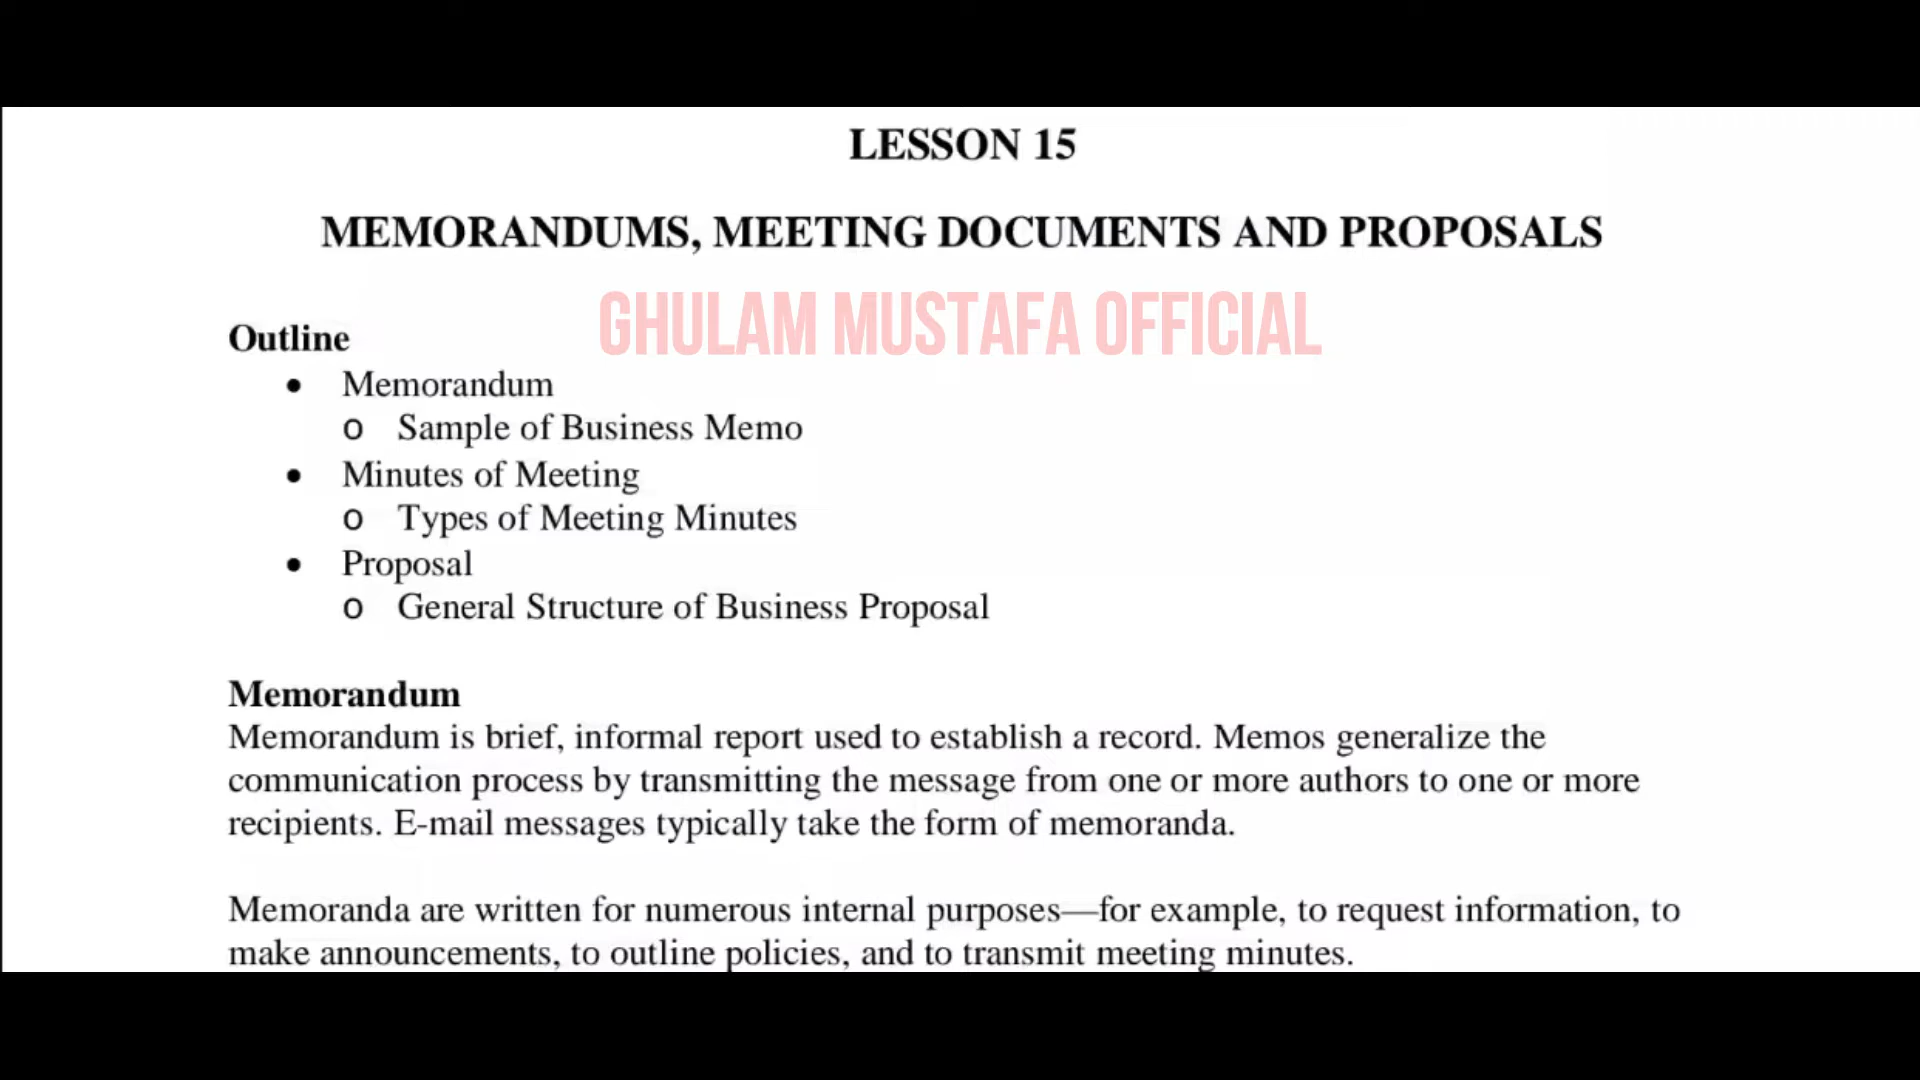 LESSON 15
MEMORANDUMS, MEETING DOCUMENTS AND PROPOSALS
GHULAM MUSTAFA OFFICIAL
Outline
• Memorandum
o Sample of Business Memo
• Minutes of Meeting
o Types of Meeting Minutes
• Proposal
o General Structure of Business Proposal
Memorandum
Memorandum is brief, informal report used to establish a record. Memos generalize the
communication process by transmitting the message from one or more authors to one or more
recipients. E-mail messages typically take the form of memoranda.
Memoranda are written for numerous internal purposes—for example, to request information, to
make announcements, to outline policies, and to transmit meeting minutes.